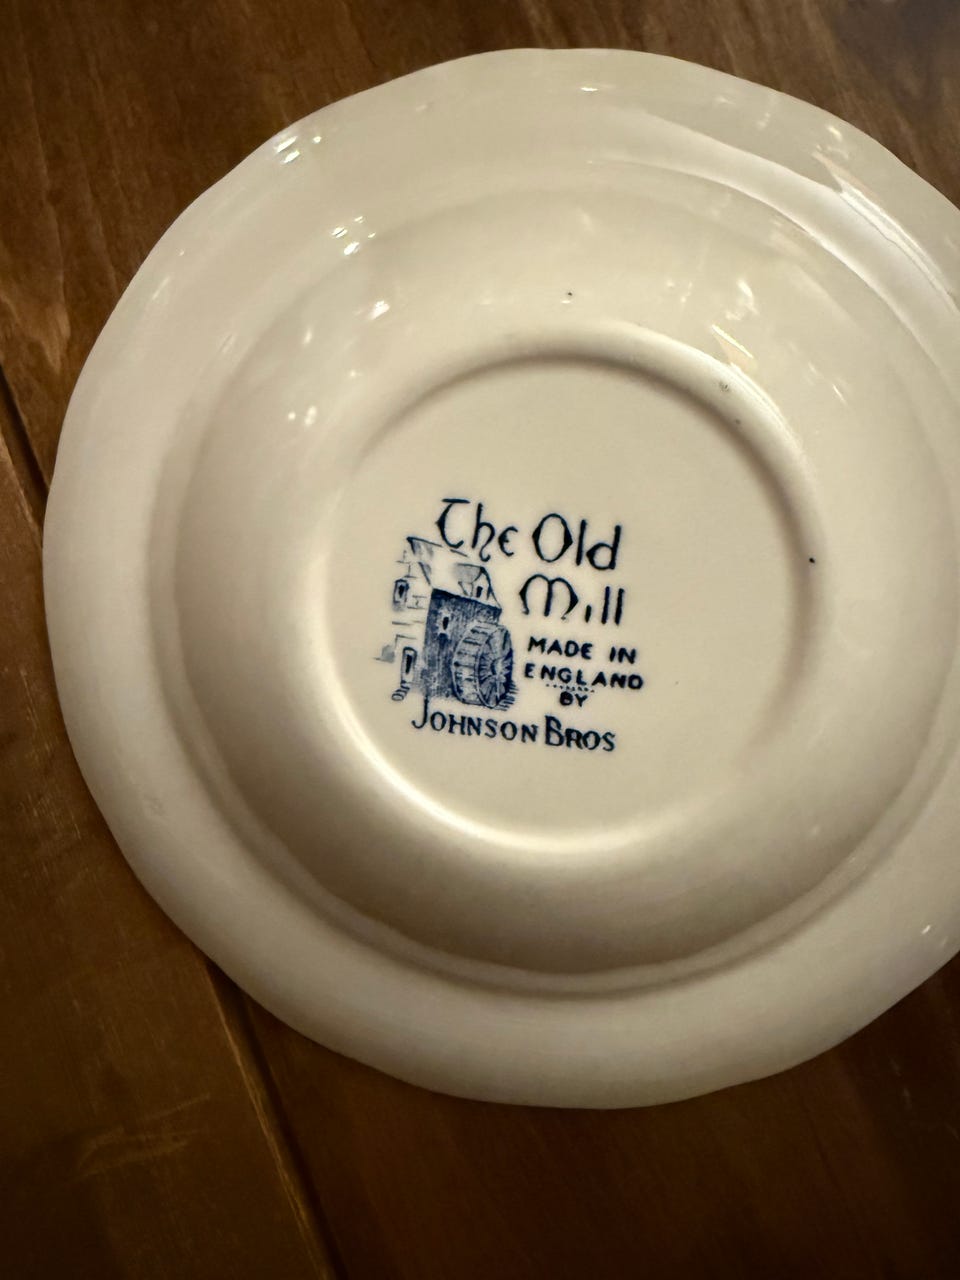 The Old
Mill
MADE IN
ENGLAND
BY
JOHNSON BROS